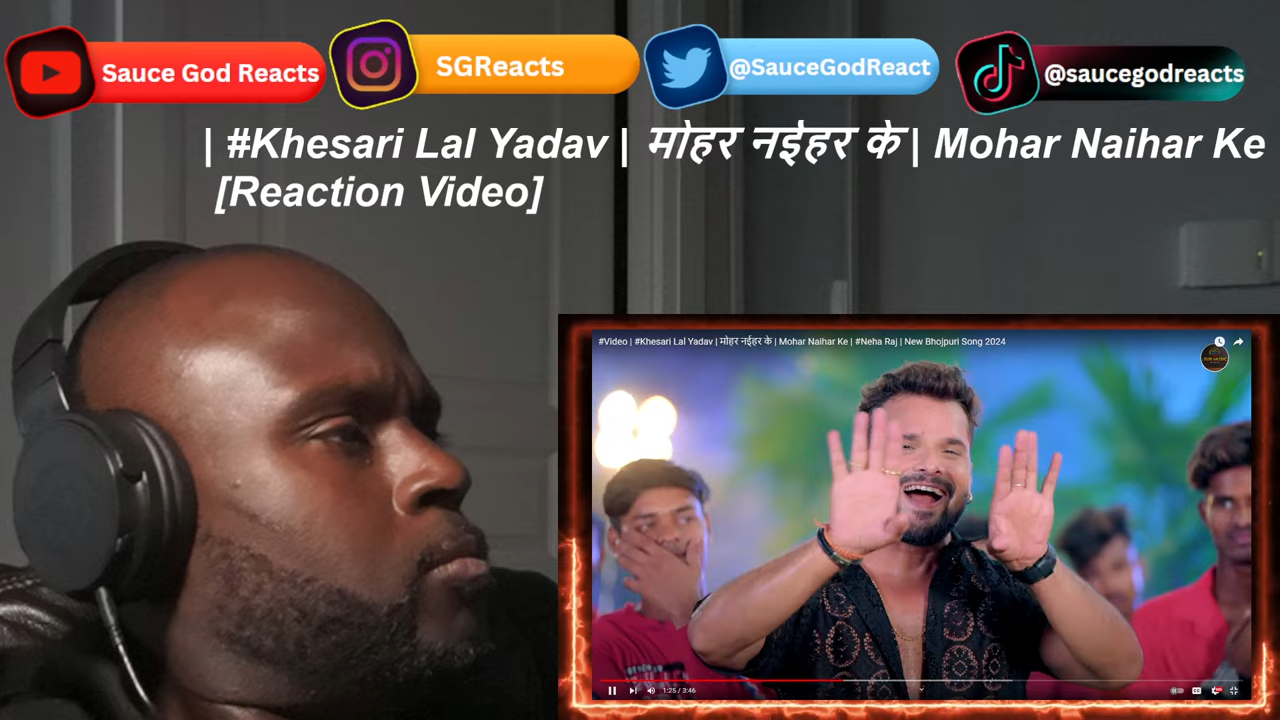 Sauce God Reacts
SGReacts
@SauceGodReact
@saucegodreacts
| #Khesari Lal Yadav | मोहर नईहर के | Mohar Naihar Ke
[Reaction Video]
#Video | #Khesari Lal Yadav | मोहर नईहर के | Mohar Naihar Ke | #Neha Raj | New Bhojpuri Song 2024
1:25 / 3:46